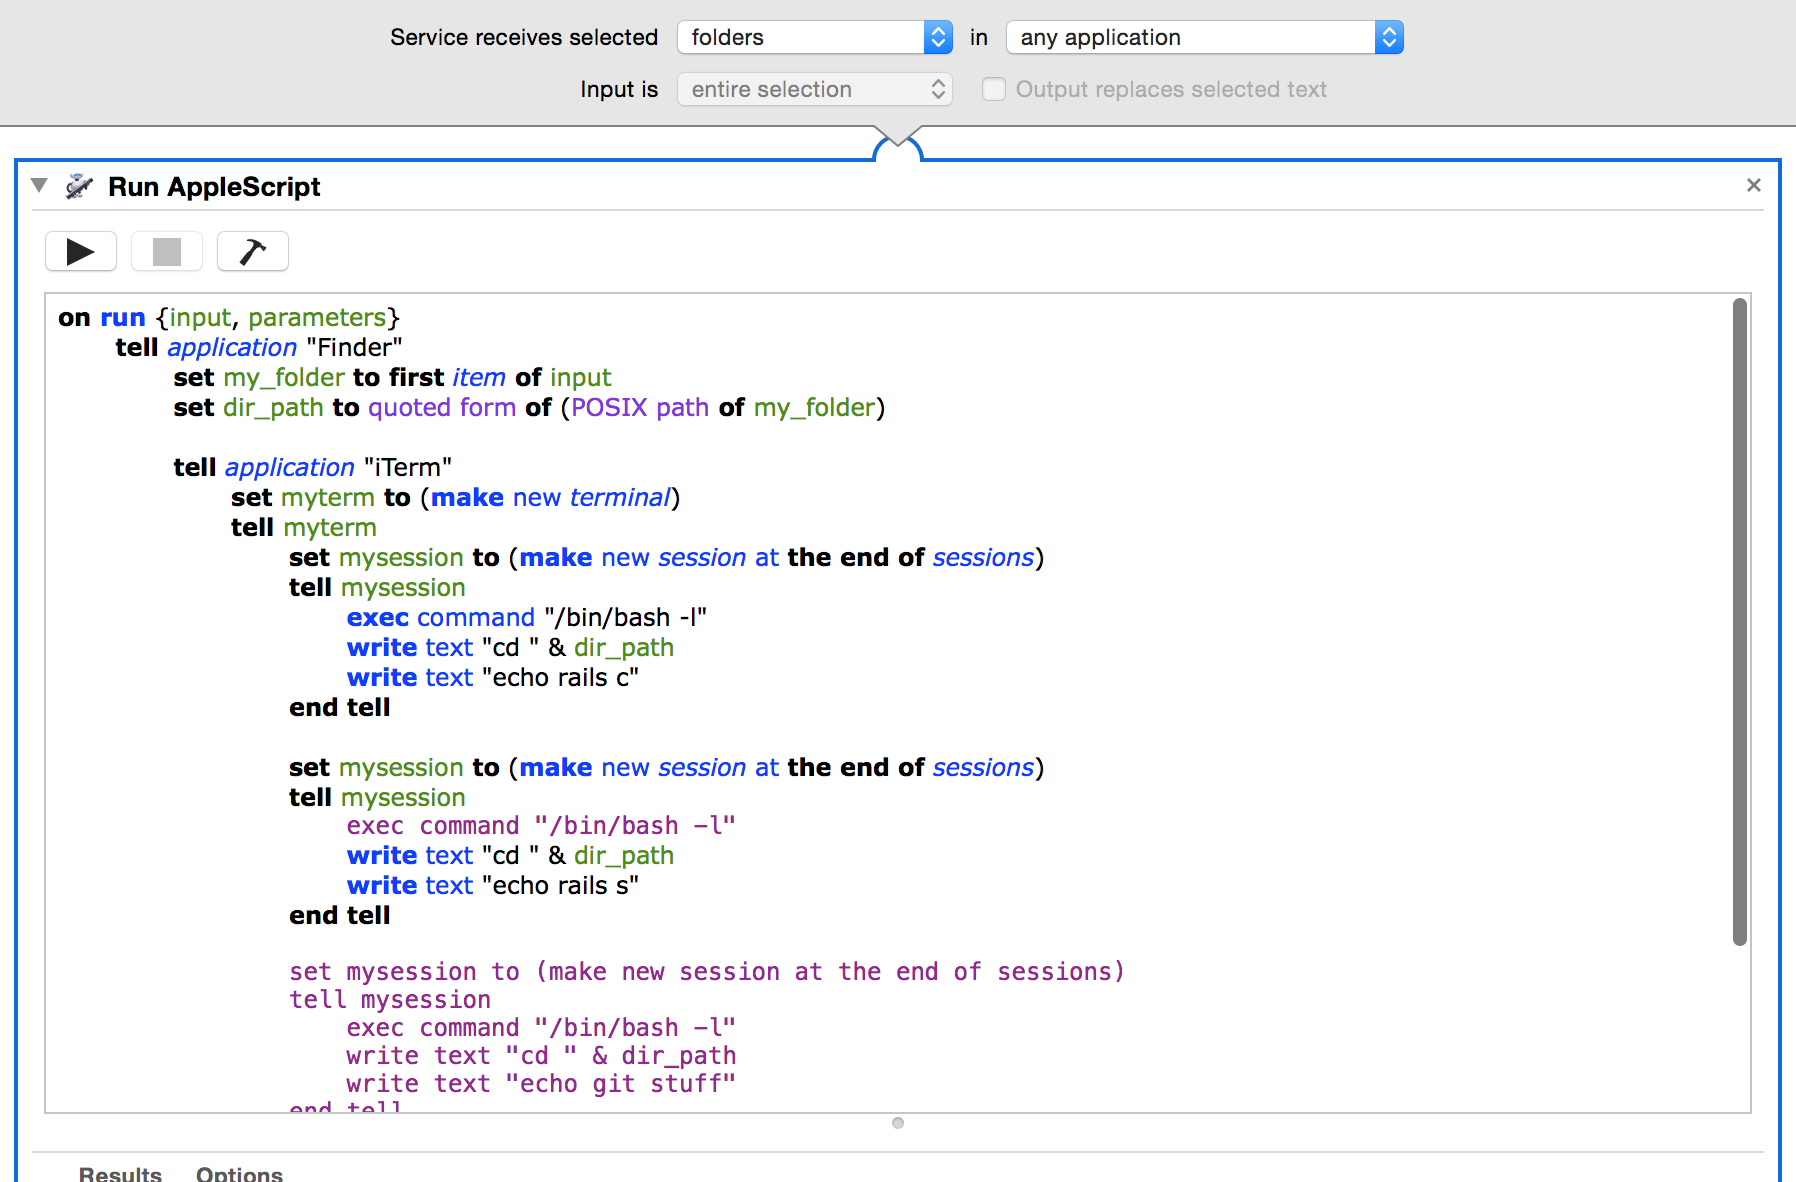 Service receives selected folders in any application
Input is entire selection Output replaces selected text
Run AppleScript
on run {input, parameters}
tell application "Finder"
set my_folder to first item of input
set dir_path to quoted form of (POSIX path of my_folder)
tell application "iTerm"
set myterm to (make new terminal)
tell myterm
set mysession to (make new session at the end of sessions)
tell mysession
exec command "/bin/bash -l"
write text "cd " & dir_path
write text "echo rails c"
end tell
set mysession to (make new session at the end of sessions)
tell mysession
exec command "/bin/bash -l"
write text "cd " & dir_path
write text "echo rails s"
end tell
set mysession to (make new session at the end of sessions)
tell mysession
exec command "/bin/bash -l"
write text "cd " & dir_path
write text "echo git stuff"
end tell
Results Options